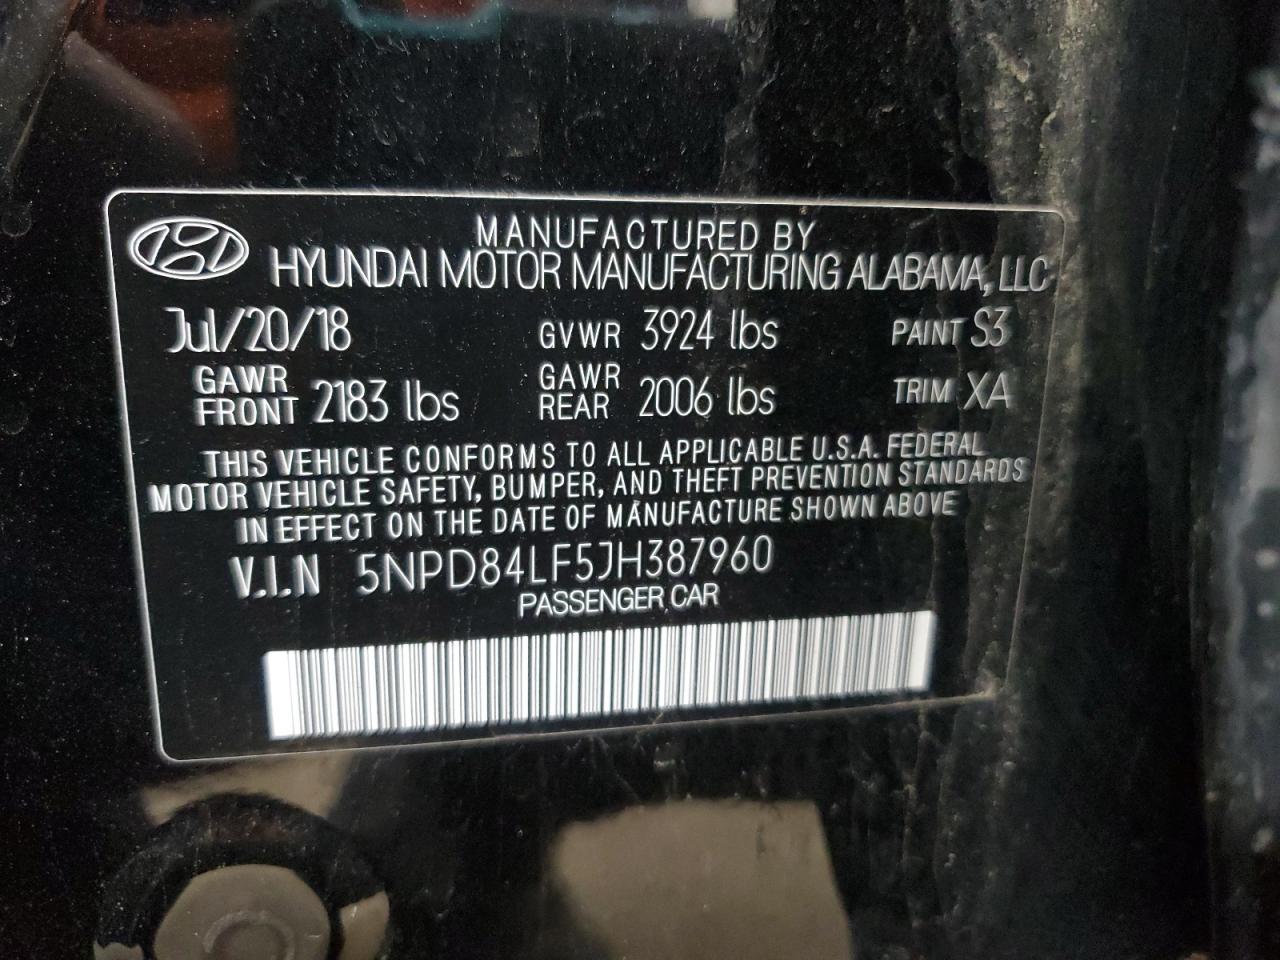 MANUFACTURED BY
HYUNDAI MOTOR MANUFACTURING ALABAMA, LLC
Jul/20/18 GVWR 3924 lbs PAINT S3
GAWR FRONT 2183 lbs GAWR REAR 2006 lbs TRIM XA
THIS VEHICLE CONFORMS TO ALL APPLICABLE U.S.A. FEDERAL
MOTOR VEHICLE SAFETY, BUMPER, AND THEFT PREVENTION STANDARDS
IN EFFECT ON THE DATE OF MANUFACTURE SHOWN ABOVE
V.I.N 5NPD84LF5JH387960
PASSENGER CAR